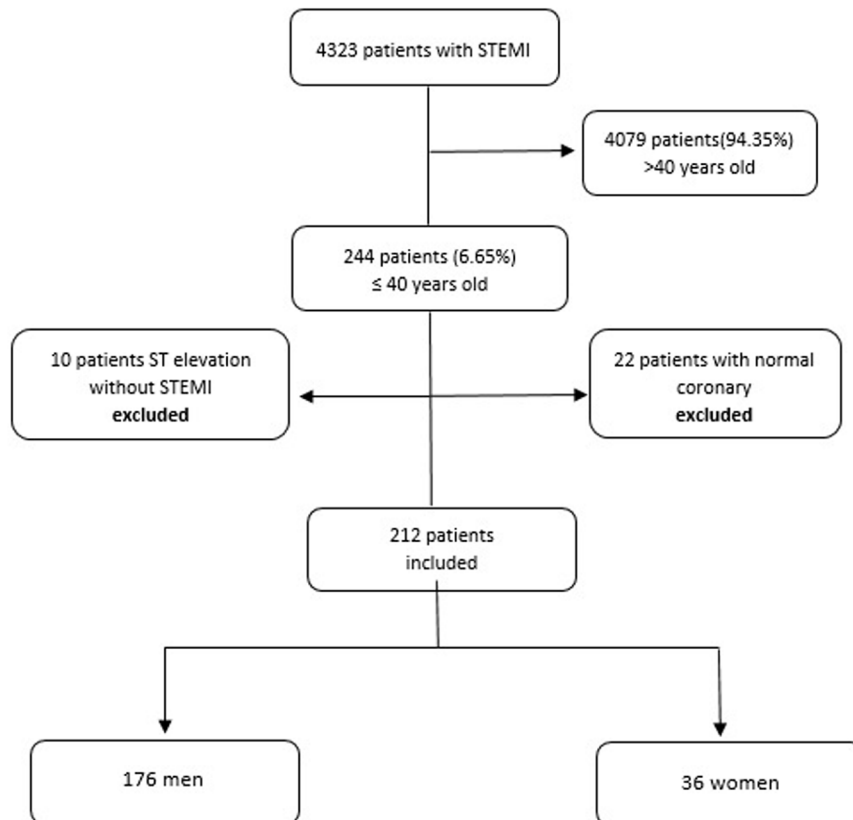 4323 patients with STEMI
4079 patients(94.35%)
>40 years old
244 patients (6.65%)
≤ 40 years old
10 patients ST elevation
without STEMI
excluded
22 patients with normal
coronary
excluded
212 patients
included
176 men
36 women